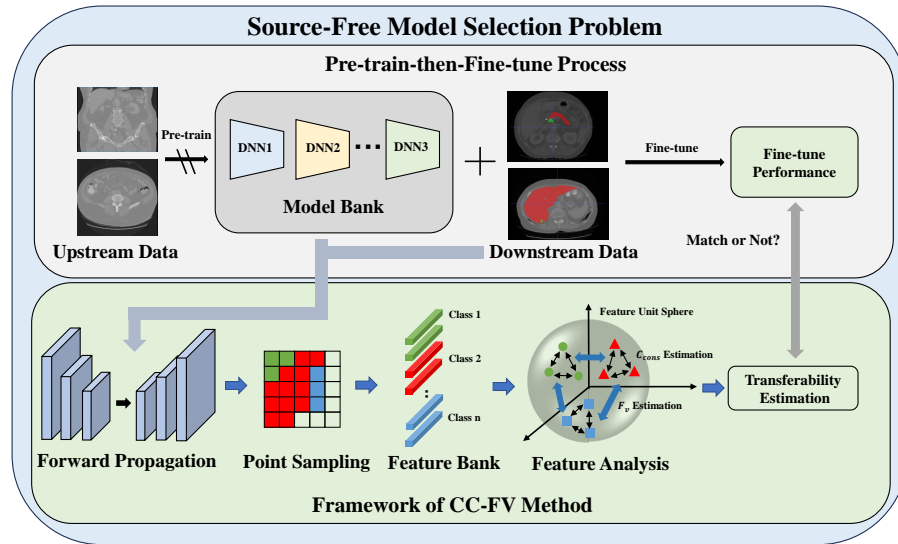 Source-Free Model Selection Problem
Pre-train-then-Fine-tune Process
Pre-train
DNN1
DNN2
DNN3
Model Bank
Upstream Data
Downstream Data
Fine-tune
Fine-tune
Performance
Match or Not?
Class 1
Class 2
Class n
Feature Unit Sphere
C_cons Estimation
F_v Estimation
Transferability
Estimation
Forward Propagation
Point Sampling
Feature Bank
Feature Analysis
Framework of CC-FV Method